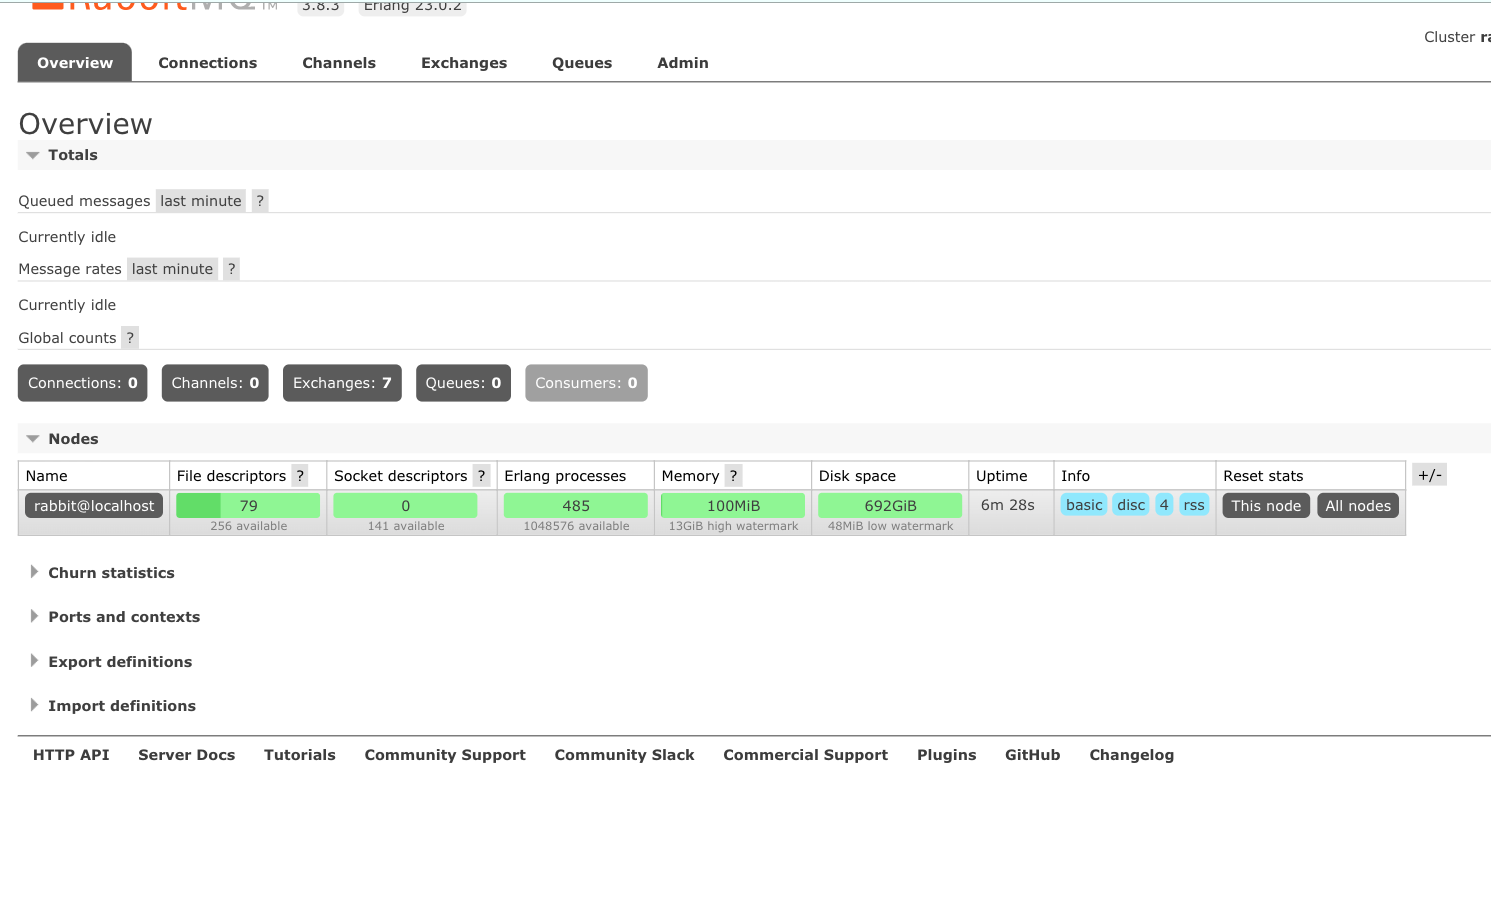 RabbitMQ TM 3.8.3 Erlang 23.0.2
Cluster
Overview Connections Channels Exchanges Queues Admin
Overview
Totals
Queued messages last minute ?
Currently idle
Message rates last minute ?
Currently idle
Global counts ?
Connections: 0 Channels: 0 Exchanges: 7 Queues: 0 Consumers: 0
Nodes
Name File descriptors ? Socket descriptors ? Erlang processes Memory ? Disk space Uptime Info Reset stats +/-
rabbit@localhost 79 0 485 100MiB 692GiB 6m 28s basic disc 4 rss This node All nodes
256 available 141 available 1048576 available 13GiB high watermark 48MiB low watermark
Churn statistics
Ports and contexts
Export definitions
Import definitions
HTTP API Server Docs Tutorials Community Support Community Slack Commercial Support Plugins GitHub Changelog